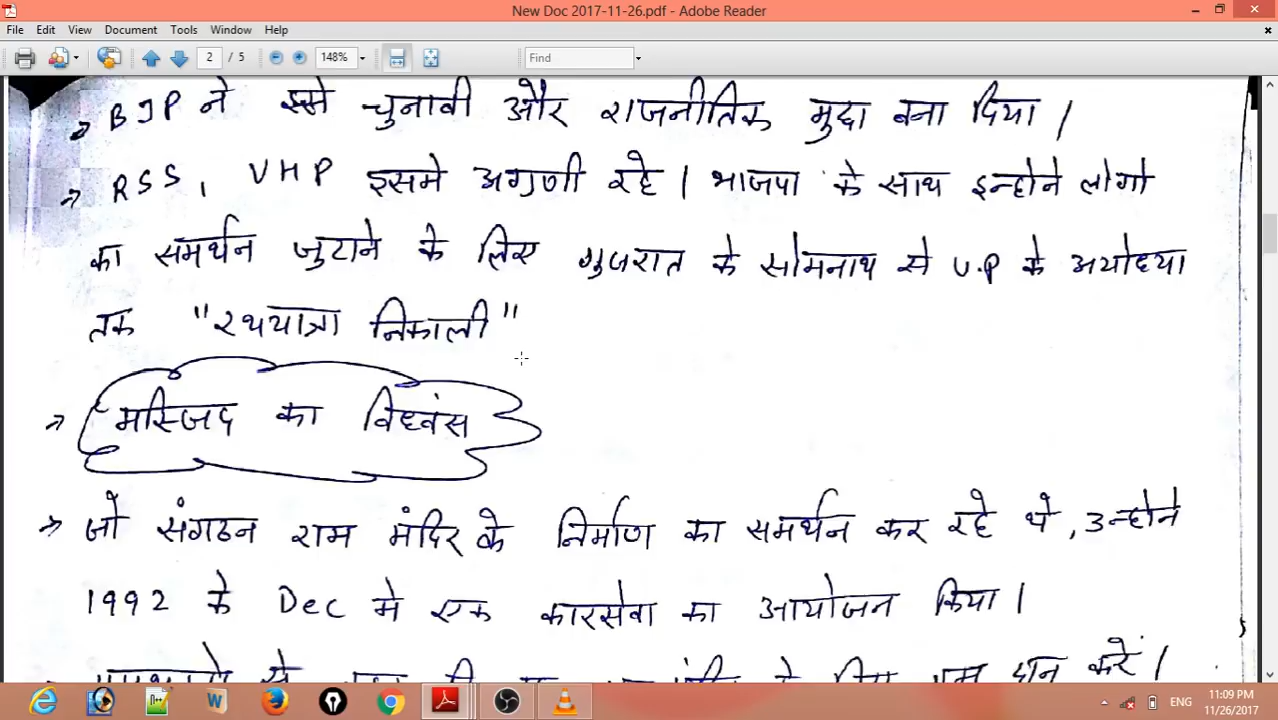 New Doc 2017-11-26.pdf - Adobe Reader
File Edit View Document Tools Window Help
2 / 5 148% Find
⇒ BJP ने इसे चुनावी और राजनीतिक मुद्दा बना दिया।
⇒ RSS, VHP इसमे अग्रणी रहे। भाजपा के साथ इन्होने लोगो
का समर्थन जुटाने के लिए गुजरात के सोमनाथ से U.P के अयोध्या
तक "रथयात्रा निकाली"
⇒ मस्जिद का विध्वंस
⇒ जो संगठन राम मंदिर के निर्माण का समर्थन कर रहे थे, उन्होने
1992 के Dec मे एक कारसेवा का आयोजन किया।
दान करें।
ENG 11:09 PM
11/26/2017